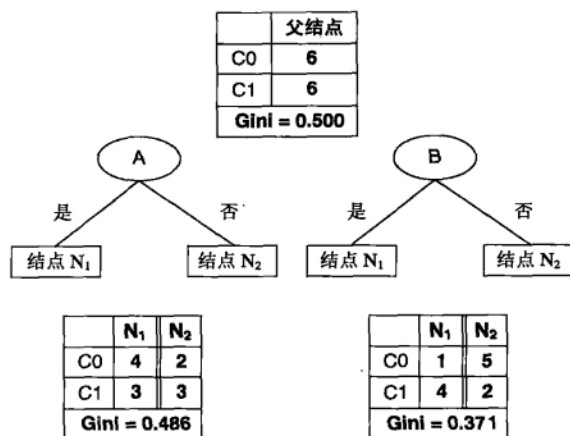 父结点
C0 6
C1 6
Gini = 0.500
A
B
是 否
是 否
结点 N₁ 结点 N₂
结点 N₁ 结点 N₂
N₁ N₂
C0 4 2
C1 3 3
Gini = 0.486
N₁ N₂
C0 1 5
C1 4 2
Gini = 0.371